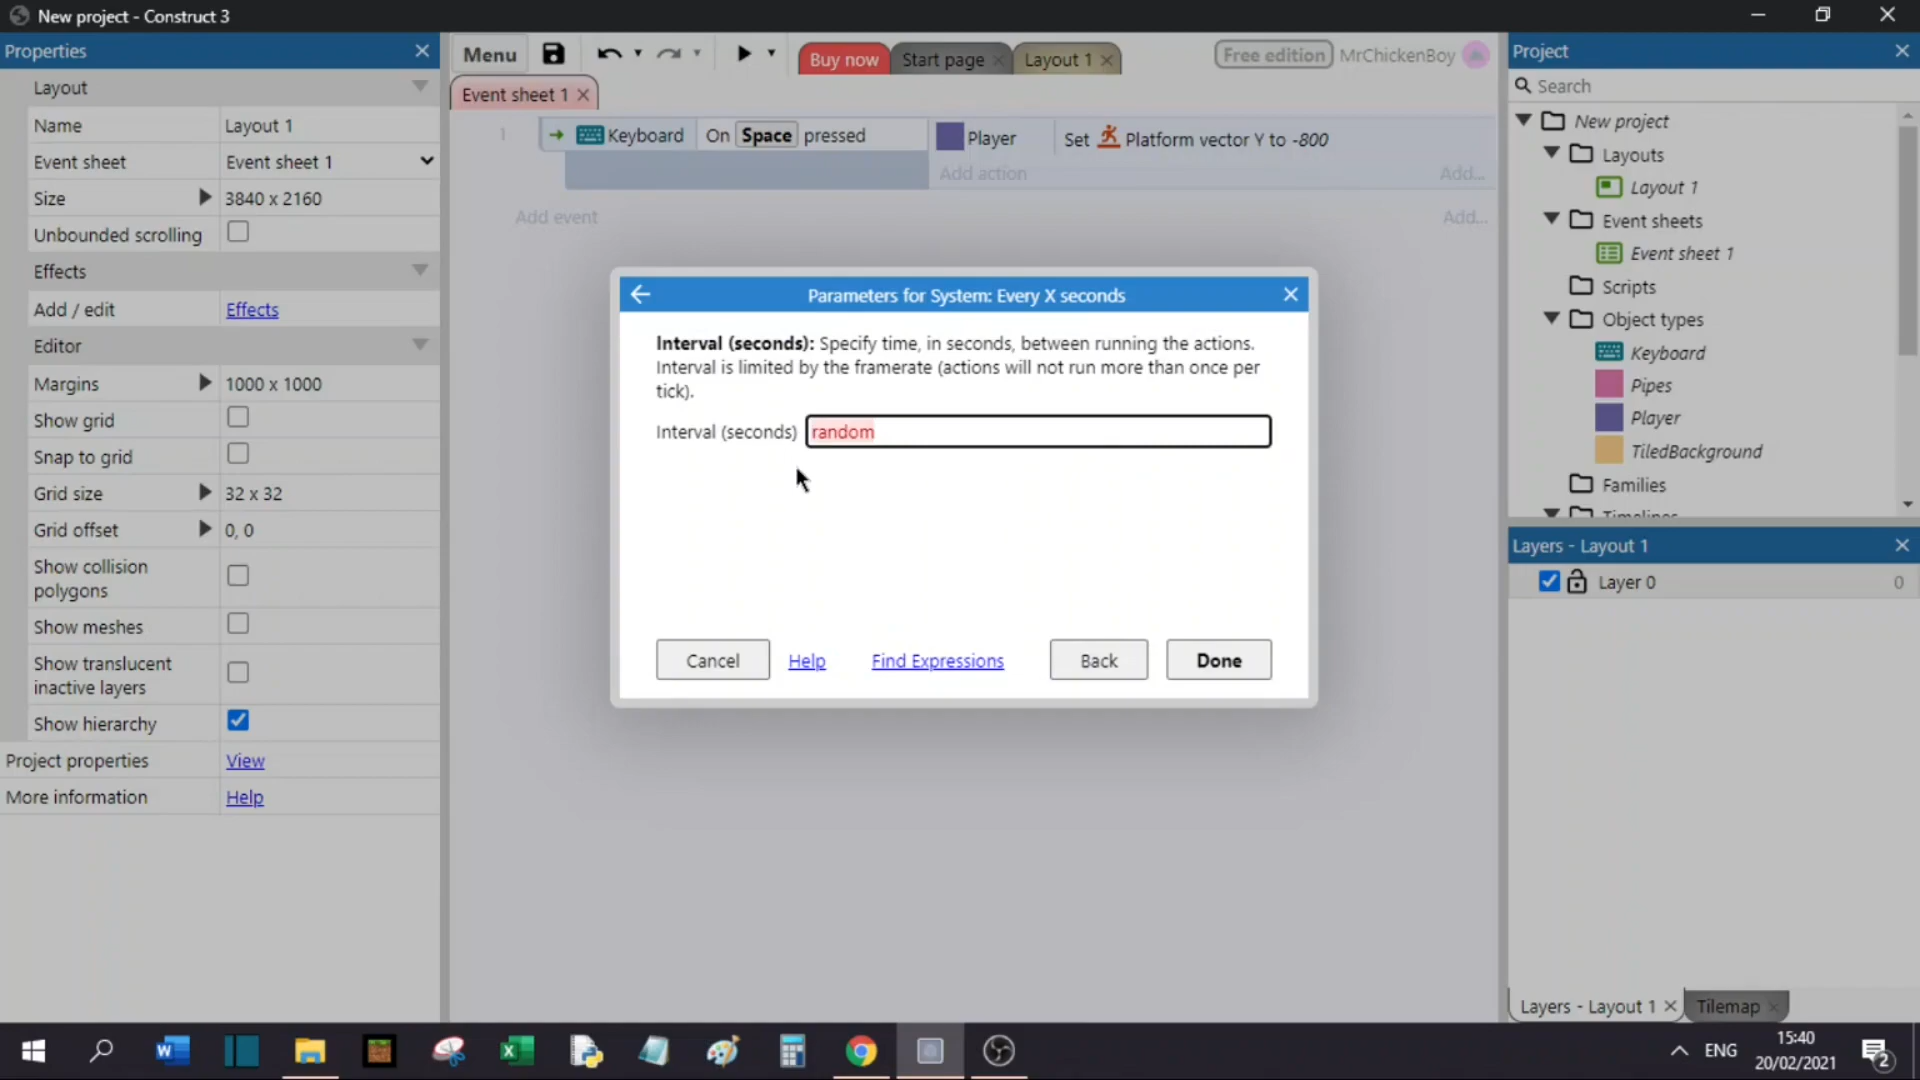 New project - Construct 3
Properties
Menu
Buy now
Start page
Layout 1
Free edition
MrChickenBoy
Project
Event sheet 1
Search
Layout
Name
Layout 1
Event sheet
Event sheet 1
Size
3840 x 2160
Unbounded scrolling
Effects
Add / edit
Effects
Editor
Margins
1000 x 1000
Show grid
Snap to grid
Grid size
32 x 32
Grid offset
0, 0
Show collision
polygons
Show meshes
Show translucent
inactive layers
Show hierarchy
Project properties
View
More information
Help
1
Keyboard
On Space pressed
Player
Set Platform vector Y to -800
Add action
Add...
Add event
Add...
Parameters for System: Every X seconds
Interval (seconds): Specify time, in seconds, between running the actions.
Interval is limited by the framerate (actions will not run more than once per
tick).
Interval (seconds)
random
Cancel
Help
Find Expressions
Back
Done
New project
Layouts
Layout 1
Event sheets
Event sheet 1
Scripts
Object types
Keyboard
Pipes
Player
TiledBackground
Families
Timelines
Layers - Layout 1
Layer 0
0
Layers - Layout 1
Tilemap
ENG
15:40
20/02/2021
2